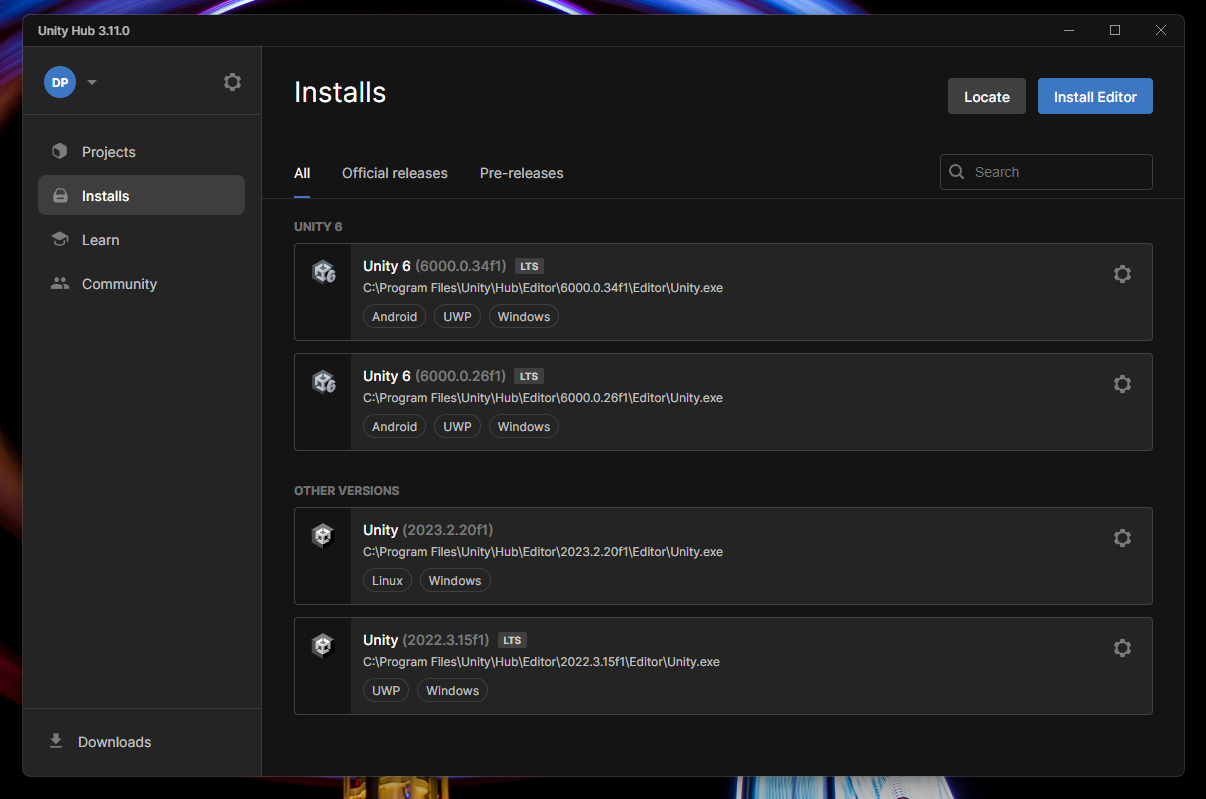 Unity Hub 3.11.0
DP
Projects
Installs
Learn
Community
Downloads
Installs
Locate
Install Editor
All
Official releases
Pre-releases
Search
UNITY 6
Unity 6 (6000.0.34f1) LTS
C:\Program Files\Unity\Hub\Editor\6000.0.34f1\Editor\Unity.exe
Android UWP Windows
Unity 6 (6000.0.26f1) LTS
C:\Program Files\Unity\Hub\Editor\6000.0.26f1\Editor\Unity.exe
Android UWP Windows
OTHER VERSIONS
Unity (2023.2.20f1)
C:\Program Files\Unity\Hub\Editor\2023.2.20f1\Editor\Unity.exe
Linux Windows
Unity (2022.3.15f1) LTS
C:\Program Files\Unity\Hub\Editor\2022.3.15f1\Editor\Unity.exe
UWP Windows